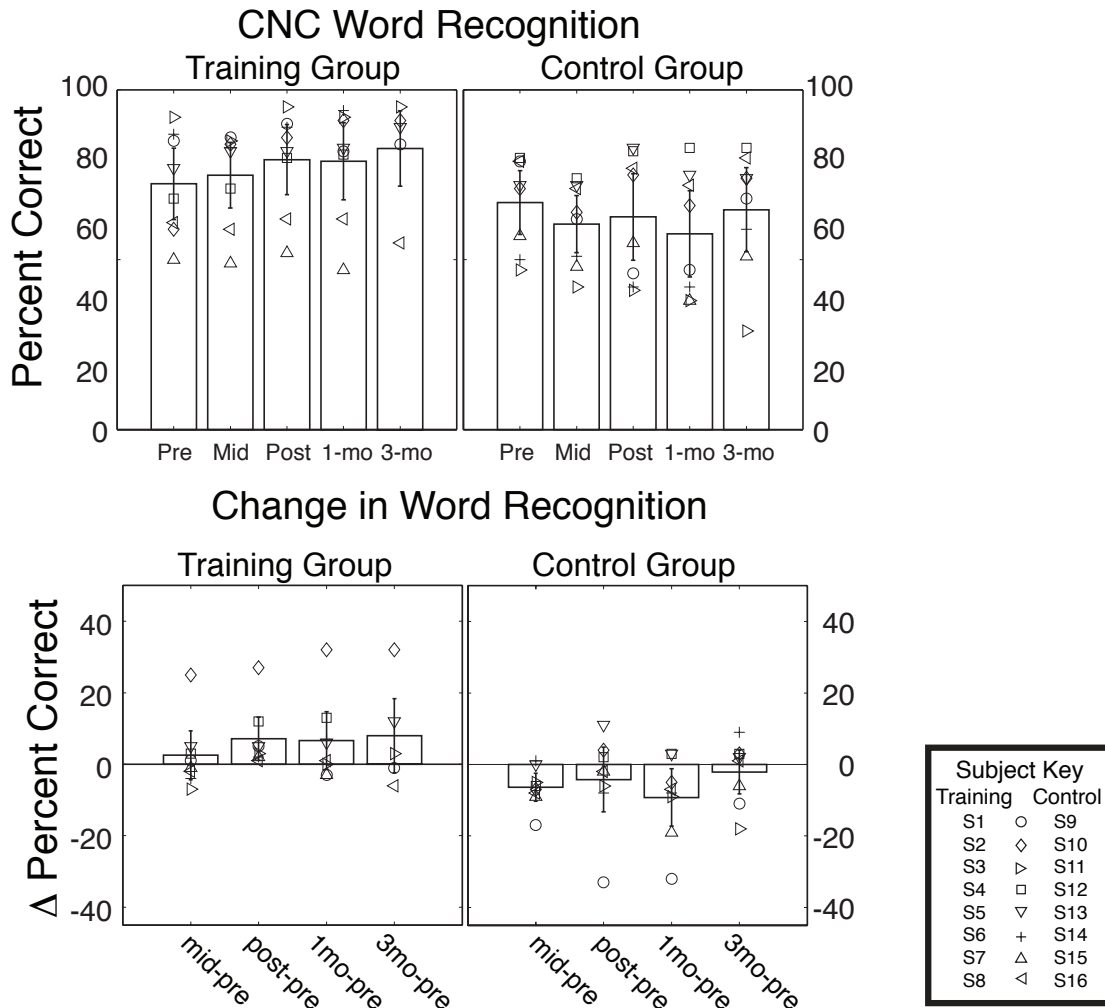 CNC Word Recognition
Training Group Control Group
Percent Correct
100 100
80 80
60 60
40 40
20 20
0 0
Pre Mid Post 1-mo 3-mo Pre Mid Post 1-mo 3-mo
Change in Word Recognition
Training Group Control Group
Δ Percent Correct
40 40
20 20
0 0
-20 -20
-40 -40
mid-pre post-pre 1mo-pre 3mo-pre mid-pre post-pre 1mo-pre 3mo-pre
Subject Key
Training Control
S1 S9
S2 S10
S3 S11
S4 S12
S5 S13
S6 S14
S7 S15
S8 S16